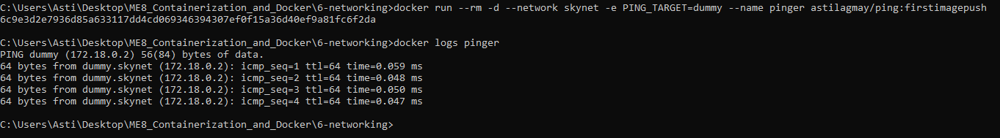 C:\Users\Asti\Desktop\ME8_Containerization_and_Docker\6-networking>docker run --rm -d --network skynet -e PING_TARGET=dummy --name pinger astilagmay/ping:firstimagepush
6c9e3d2e7936d85a633117dd4cd069346394307ef0f15a36d40ef9a81fc6f2da
C:\Users\Asti\Desktop\ME8_Containerization_and_Docker\6-networking>docker logs pinger
PING dummy (172.18.0.2) 56(84) bytes of data.
64 bytes from dummy.skynet (172.18.0.2): icmp_seq=1 ttl=64 time=0.059 ms
64 bytes from dummy.skynet (172.18.0.2): icmp_seq=2 ttl=64 time=0.048 ms
64 bytes from dummy.skynet (172.18.0.2): icmp_seq=3 ttl=64 time=0.050 ms
64 bytes from dummy.skynet (172.18.0.2): icmp_seq=4 ttl=64 time=0.047 ms
C:\Users\Asti\Desktop\ME8_Containerization_and_Docker\6-networking>